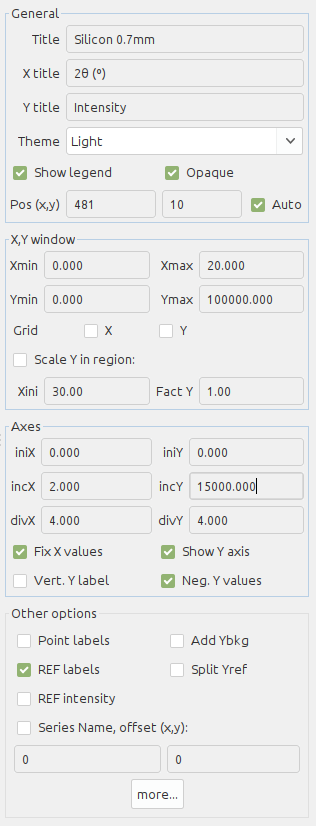 General
Title Silicon 0.7mm
X title 2θ (º)
Y title Intensity
Theme Light
Show legend Opaque
Pos (x,y) 481 10 Auto
X,Y window
Xmin 0.000 Xmax 20.000
Ymin 0.000 Ymax 100000.000
Grid X Y
Scale Y in region:
Xini 30.00 Fact Y 1.00
Axes
iniX 0.000 iniY 0.000
incX 2.000 incY 15000.000
divX 4.000 divY 4.000
Fix X values Show Y axis
Vert. Y label Neg. Y values
Other options
Point labels Add Ybkg
REF labels Split Yref
REF intensity
Series Name, offset (x,y):
0 0
more...